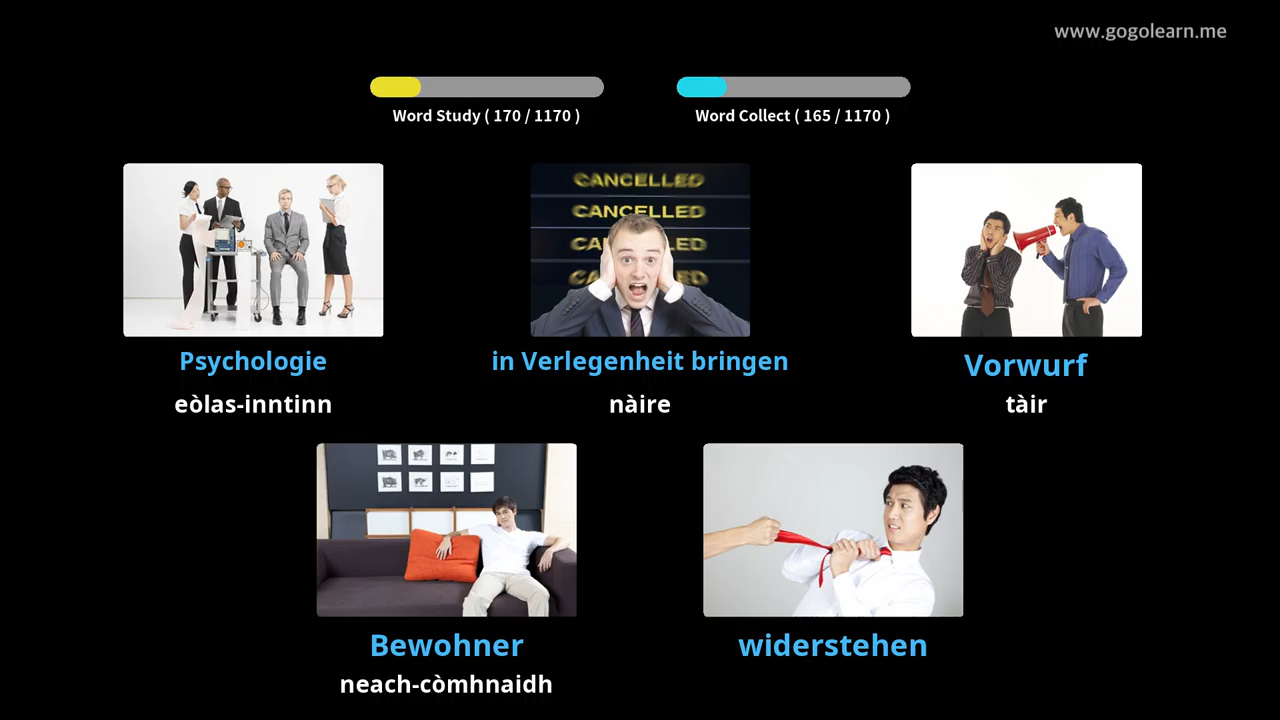 www.gogolearn.me
Word Study ( 170 / 1170 )
Word Collect ( 165 / 1170 )
CANCELLED
CANCELLED
Psychologie
in Verlegenheit bringen
Vorwurf
eòlas-inntinn
nàire
tàir
Bewohner
widerstehen
neach-còmhnaidh